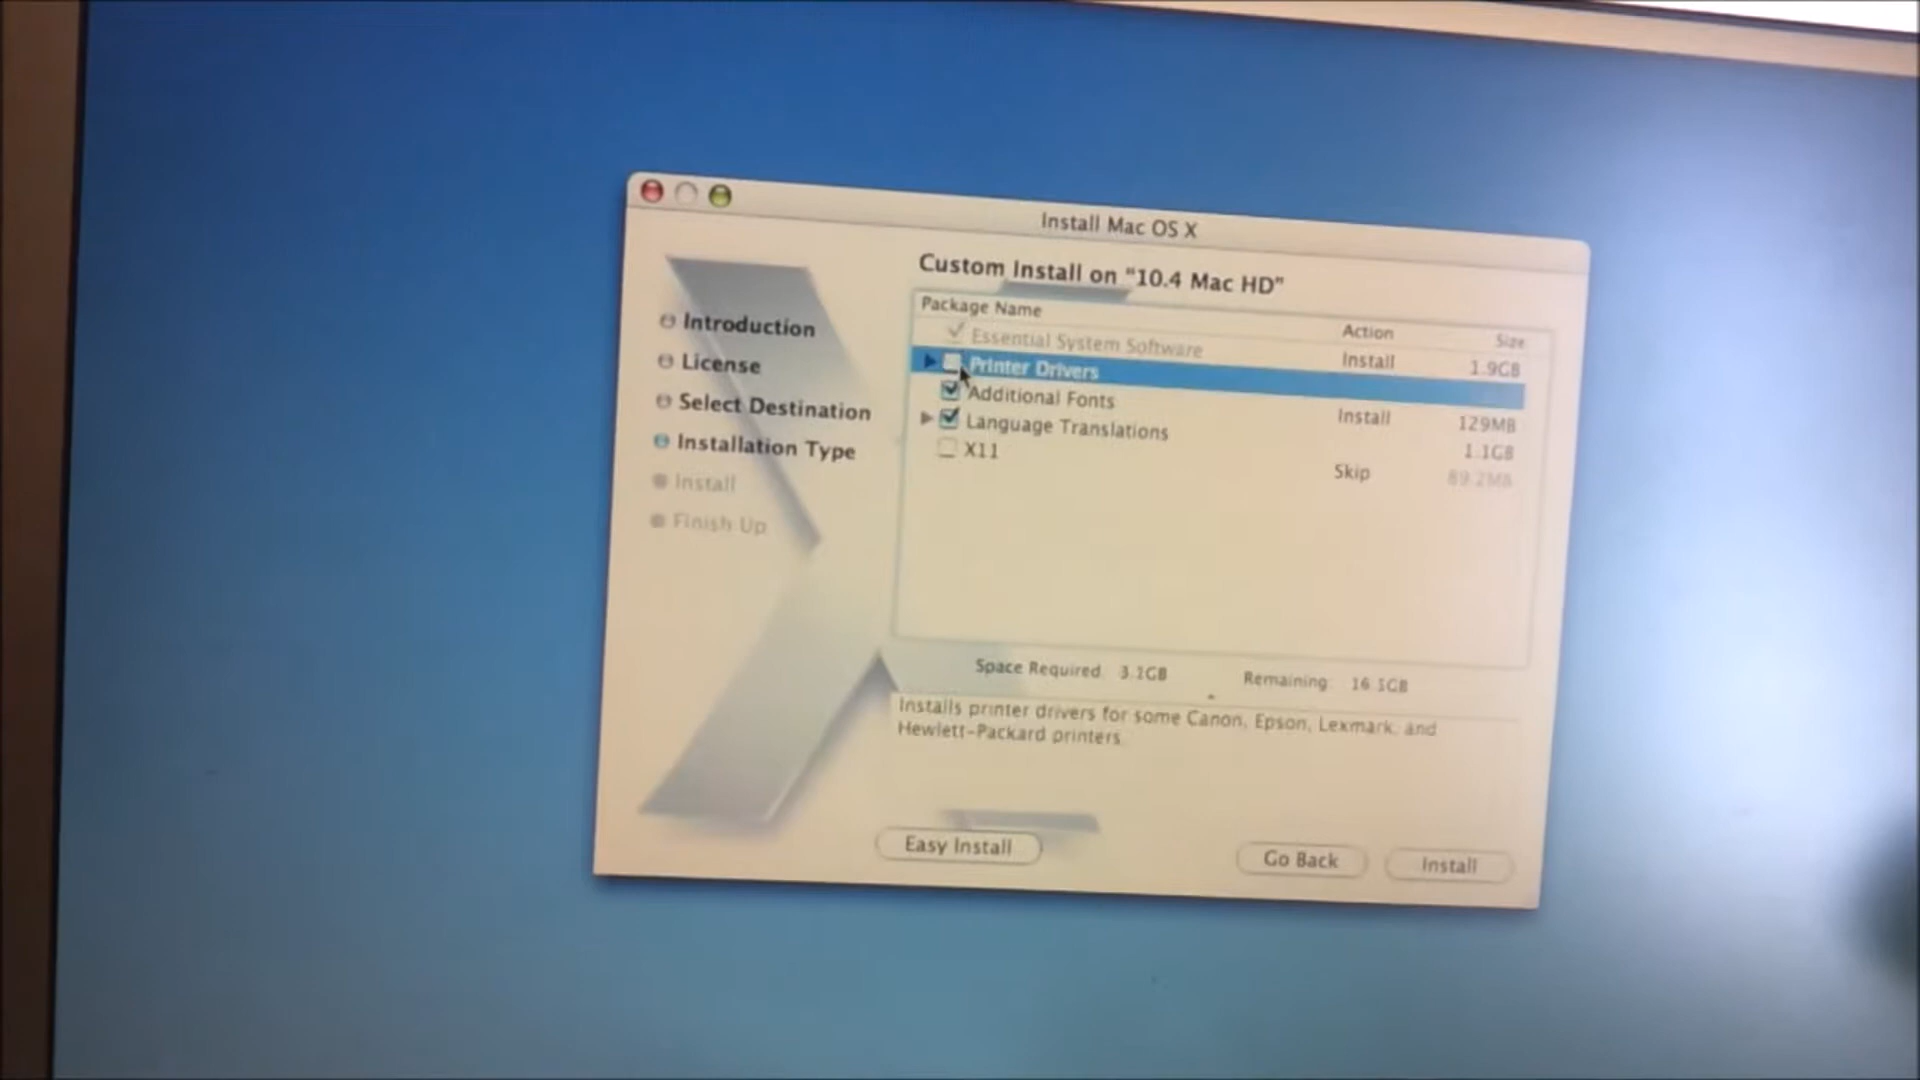 Install Mac OS X
Custom Install on "10.4 Mac HD"
Introduction
License
Select Destination
Installation Type
Install
Finish Up
Package Name Action Size
Essential System Software Install 1.9GB
Printer Drivers
Additional Fonts Install 129MB
Language Translations 1.1GB
X11 Skip 89.2MB
Space Required 3.1GB Remaining 16.1GB
Installs printer drivers for some Canon, Epson, Lexmark, and
Hewlett-Packard printers.
Easy Install Go Back Install